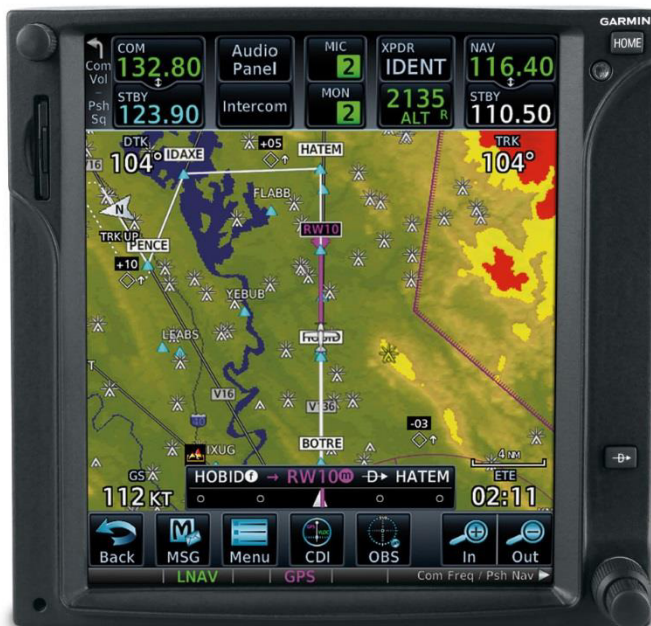 GARMIN
HOME
Com
Vol
Psh
Sq
COM
132.80
STBY
123.90
Audio
Panel
Intercom
MIC
2
MON
2
XPDR
IDENT
2135
ALT R
NAV
116.40
STBY
110.50
DTK
104°
IDAXE
+05
HATEM
TRK
104°
V16
FLABB
N
TRK UP
RW10
PENCE
+10
YEBUB
LEABS
T
V16
V136
-03
BOTRE
IXUG
4 NM
GS
112 KT
HOBID f → RW10 m D→ HATEM
ETE
02:11
D→
Back
MSG
Menu
CDI
OBS
In
Out
LNAV
GPS
Com Freq / Psh Nav